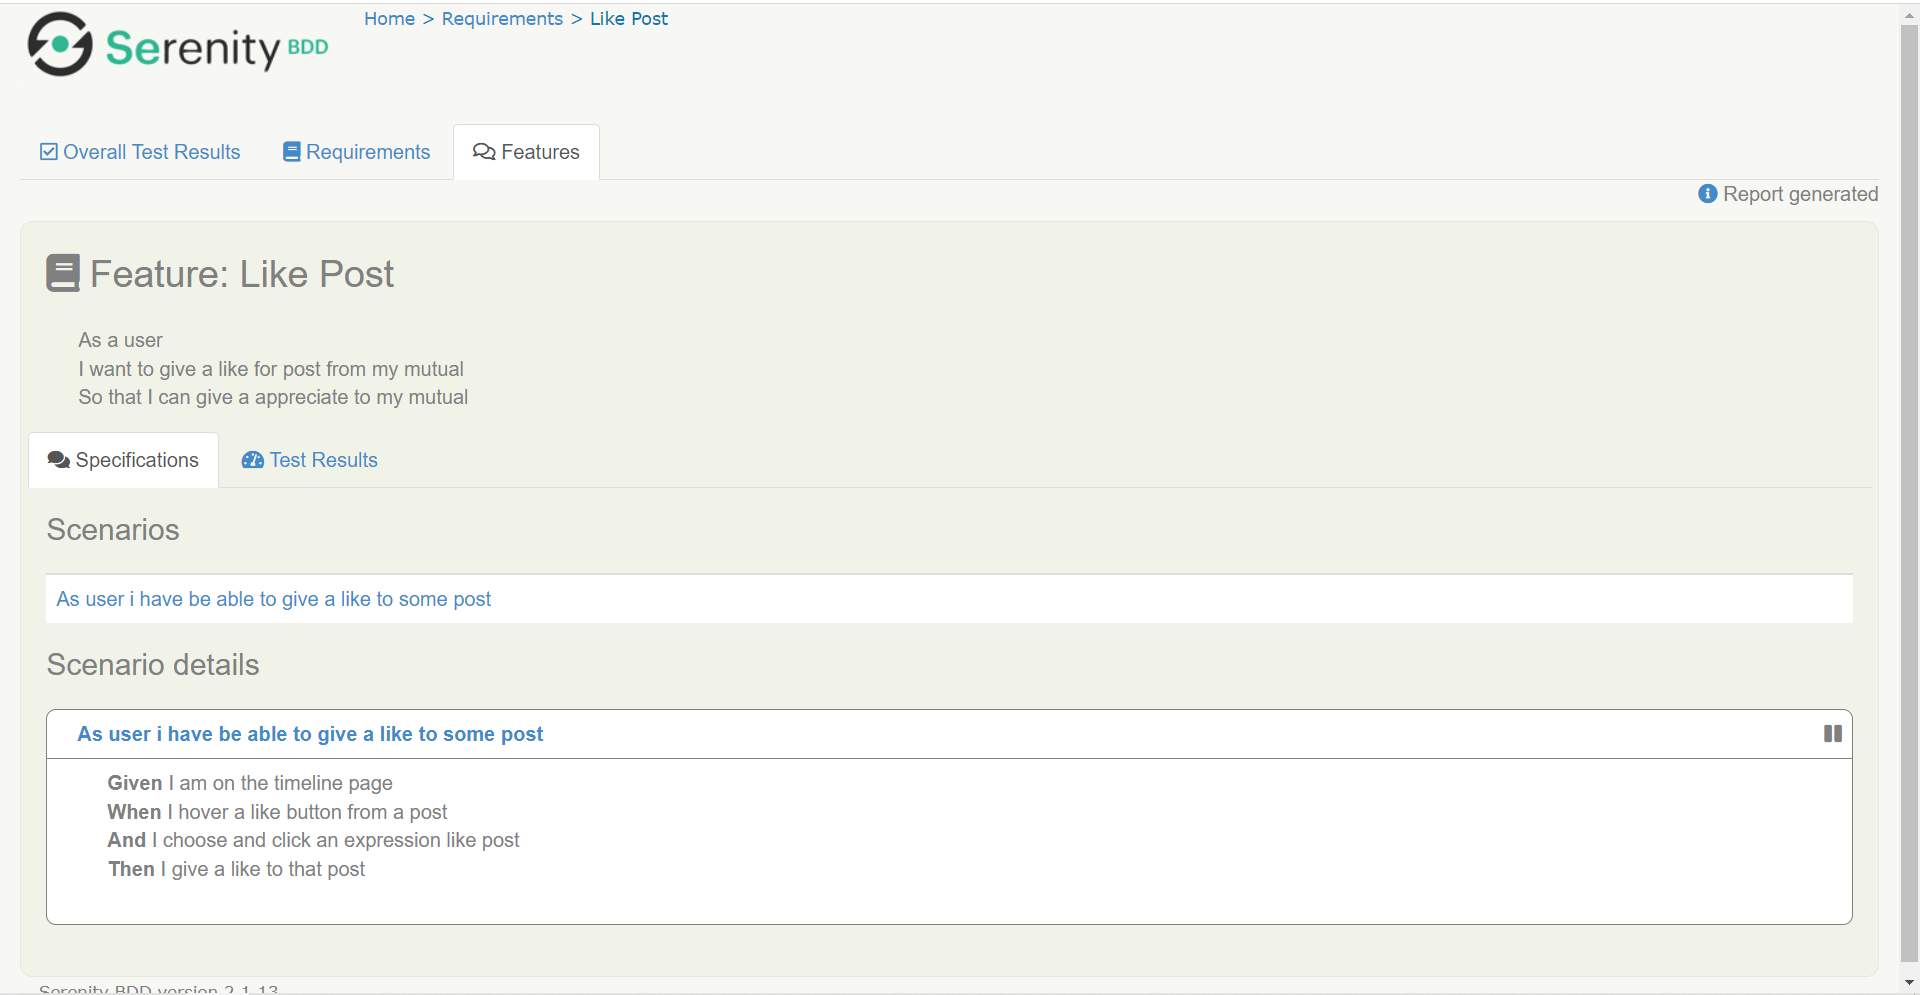 Home > Requirements > Like Post
Serenity BDD
Overall Test Results
Requirements
Features
Report generated
Feature: Like Post
As a user
I want to give a like for post from my mutual
So that I can give a appreciate to my mutual
Specifications
Test Results
Scenarios
As user i have be able to give a like to some post
Scenario details
As user i have be able to give a like to some post
Given I am on the timeline page
When I hover a like button from a post
And I choose and click an expression like post
Then I give a like to that post
Serenity BDD version 2.1.13